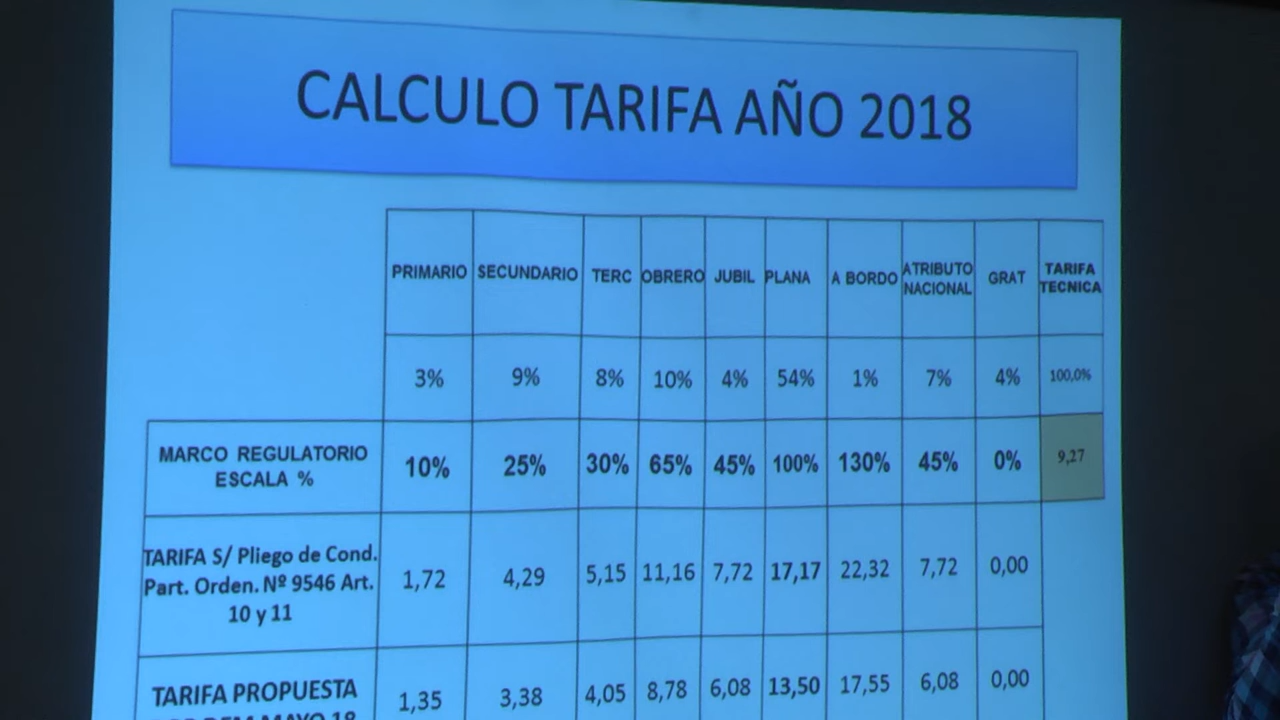 CALCULO TARIFA AÑO 2018
PRIMARIO SECUNDARIO TERC OBRERO JUBIL PLANA A BORDO ATRIBUTO NACIONAL GRAT TARIFA TECNICA
3% 9% 8% 10% 4% 54% 1% 7% 4% 100,0%
MARCO REGULATORIO
ESCALA %
10% 25% 30% 65% 45% 100% 130% 45% 0% 9,27
TARIFA S/ Pliego de Cond.
Part. Orden. Nº 9546 Art.
10 y 11
1,72 4,29 5,15 11,16 7,72 17,17 22,32 7,72 0,00
TARIFA PROPUESTA
1,35 3,38 4,05 8,78 6,08 13,50 17,55 6,08 0,00